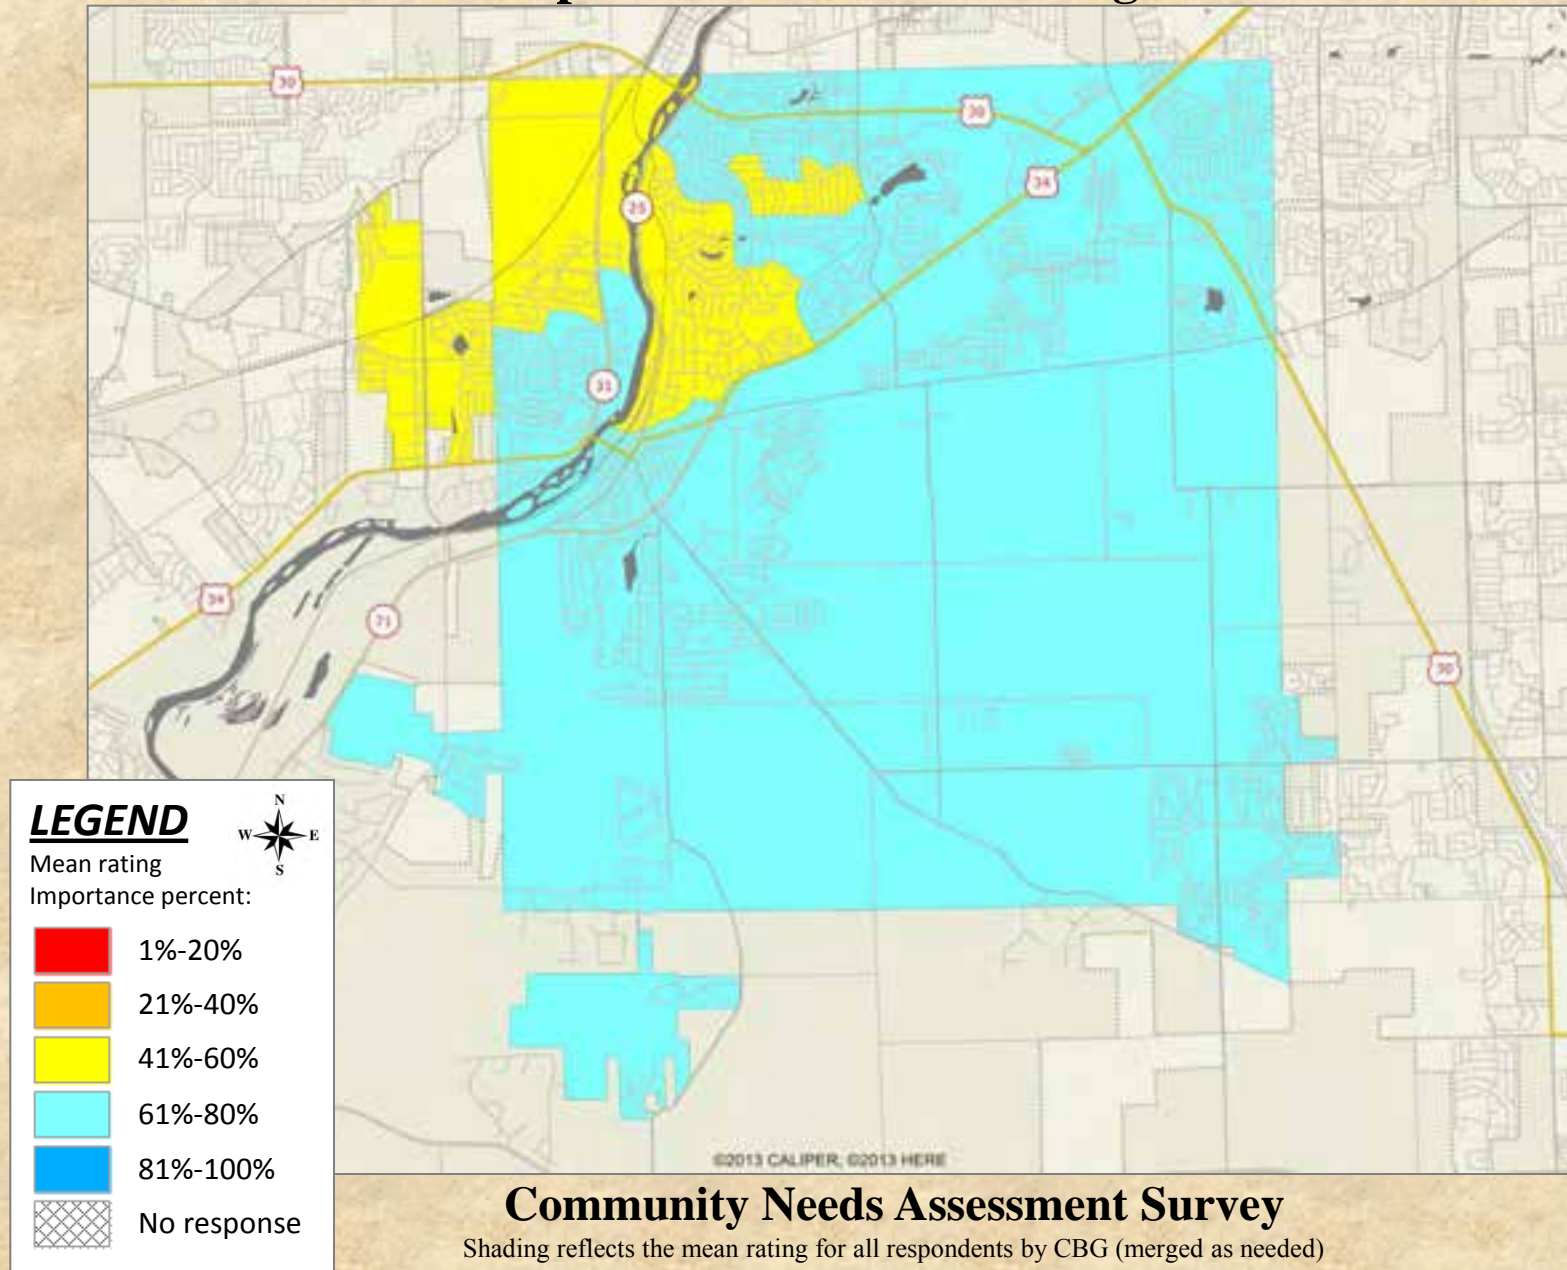 30
30
34
25
31
34
71
30
LEGEND
N
W E
S
Mean rating
Importance percent:
1%-20%
21%-40%
41%-60%
61%-80%
81%-100%
No response
©2013 CALIPER, ©2013 HERE
Community Needs Assessment Survey
Shading reflects the mean rating for all respondents by CBG (merged as needed)